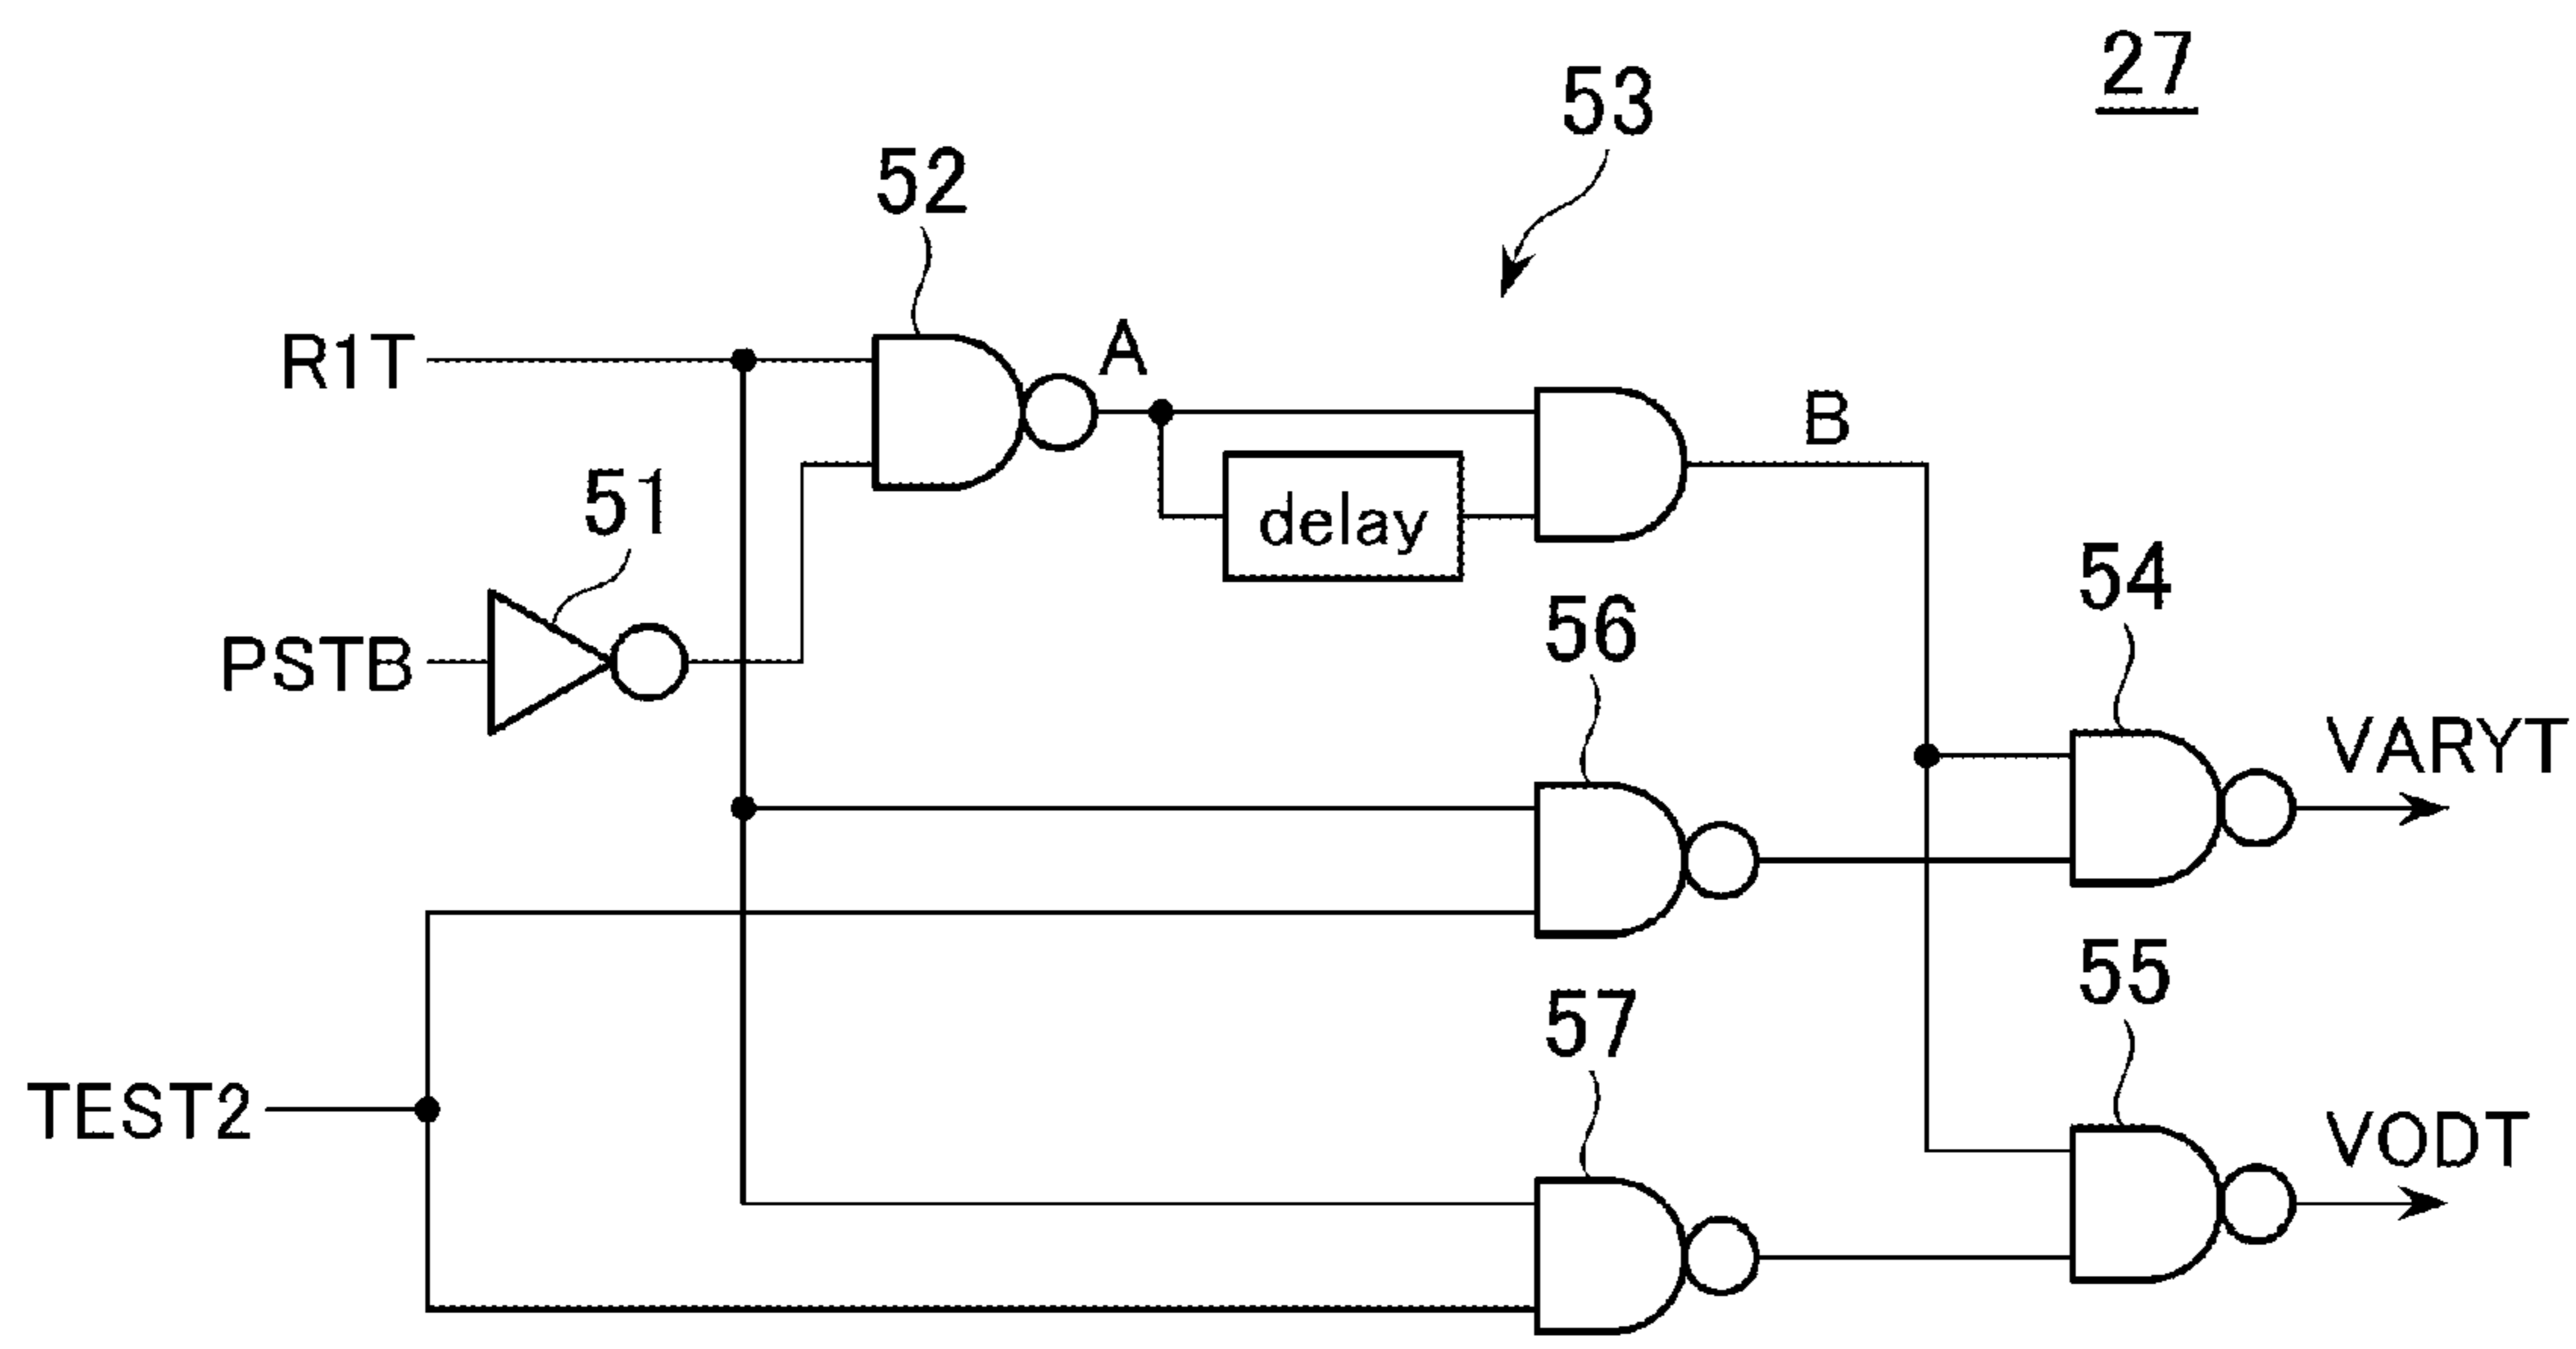 27
53
52
R1T
A
B
51
delay
54
56
PSTB
VARYT
55
57
TEST2
VODT